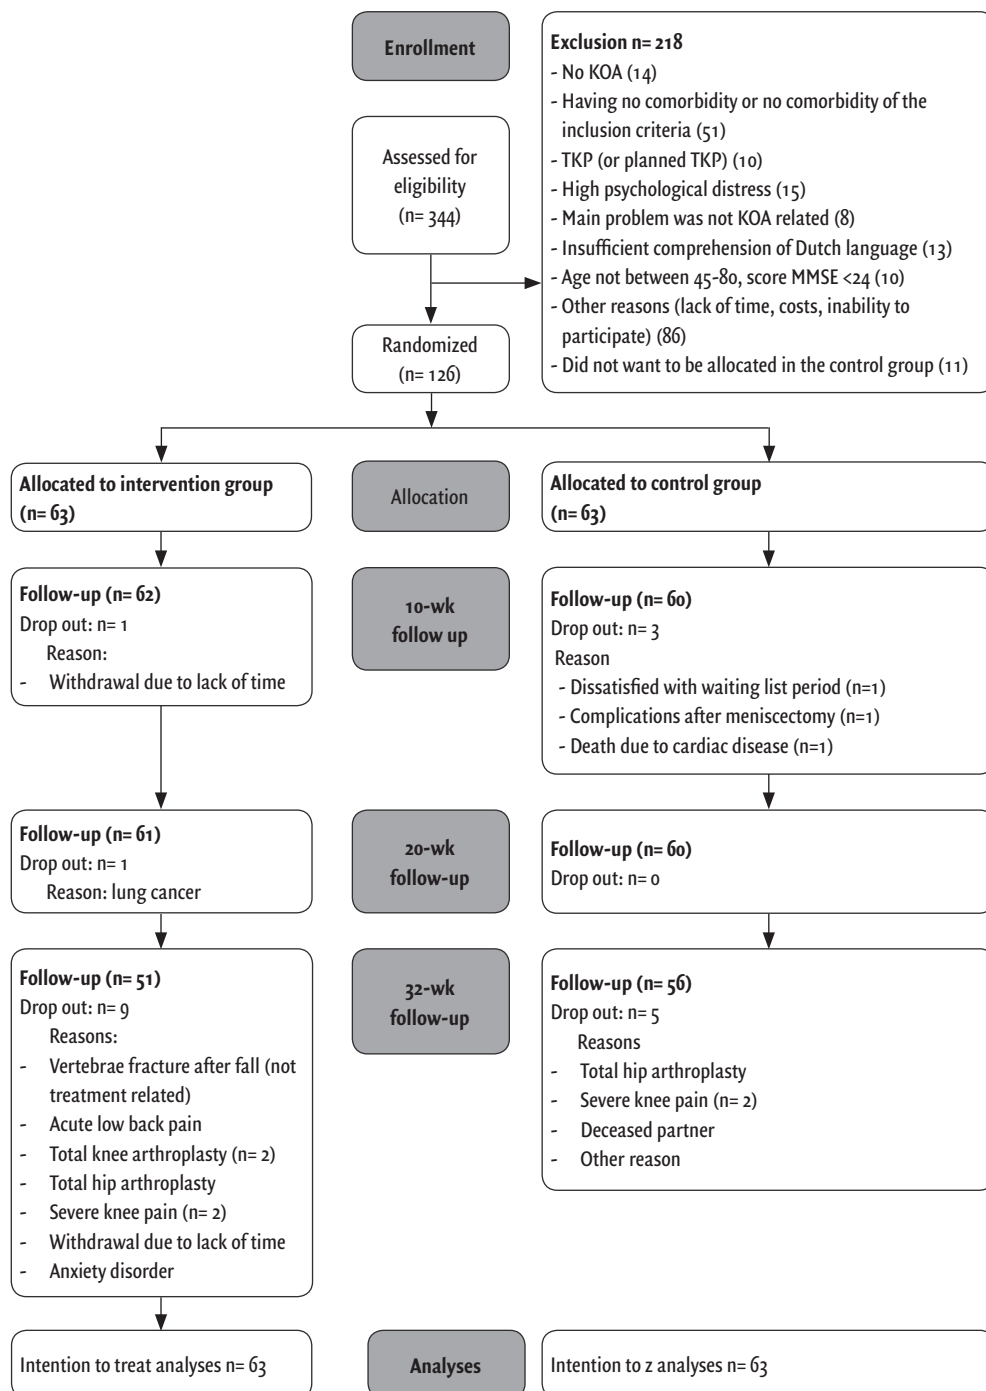 Enrollment
Exclusion n= 218
- No KOA (14)
- Having no comorbidity or no comorbidity of the
inclusion criteria (51)
- TKP (or planned TKP) (10)
- High psychological distress (15)
- Main problem was not KOA related (8)
- Insufficient comprehension of Dutch language (13)
- Age not between 45-80, score MMSE <24 (10)
- Other reasons (lack of time, costs, inability to
participate) (86)
- Did not want to be allocated in the control group (11)
Assessed for
eligibility
(n= 344)
Randomized
(n= 126)
Allocated to intervention group
(n= 63)
Allocation
Allocated to control group
(n= 63)
Follow-up (n= 62)
Drop out: n= 1
Reason:
- Withdrawal due to lack of time
10-wk
follow up
Follow-up (n= 60)
Drop out: n= 3
Reason
- Dissatisfied with waiting list period (n=1)
- Complications after meniscectomy (n=1)
- Death due to cardiac disease (n=1)
Follow-up (n= 61)
Drop out: n= 1
Reason: lung cancer
20-wk
follow-up
Follow-up (n= 60)
Drop out: n= 0
Follow-up (n= 51)
Drop out: n= 9
Reasons:
- Vertebrae fracture after fall (not
treatment related)
- Acute low back pain
- Total knee arthroplasty (n= 2)
- Total hip arthroplasty
- Severe knee pain (n= 2)
- Withdrawal due to lack of time
- Anxiety disorder
32-wk
follow-up
Follow-up (n= 56)
Drop out: n= 5
Reasons
- Total hip arthroplasty
- Severe knee pain (n= 2)
- Deceased partner
- Other reason
Intention to treat analyses n= 63
Analyses
Intention to z analyses n= 63